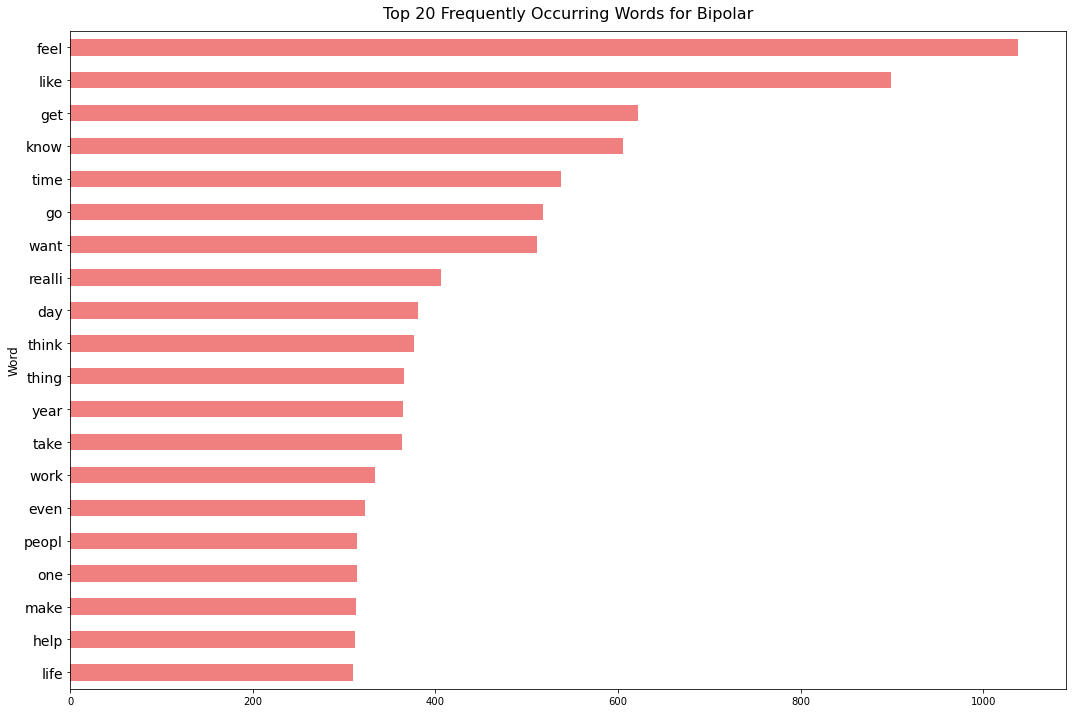 Top 20 Frequently Occurring Words for Bipolar
feel
like
get
know
time
go
want
realli
day
think
thing
year
take
work
even
peopl
one
make
help
life
Word
0 200 400 600 800 1000